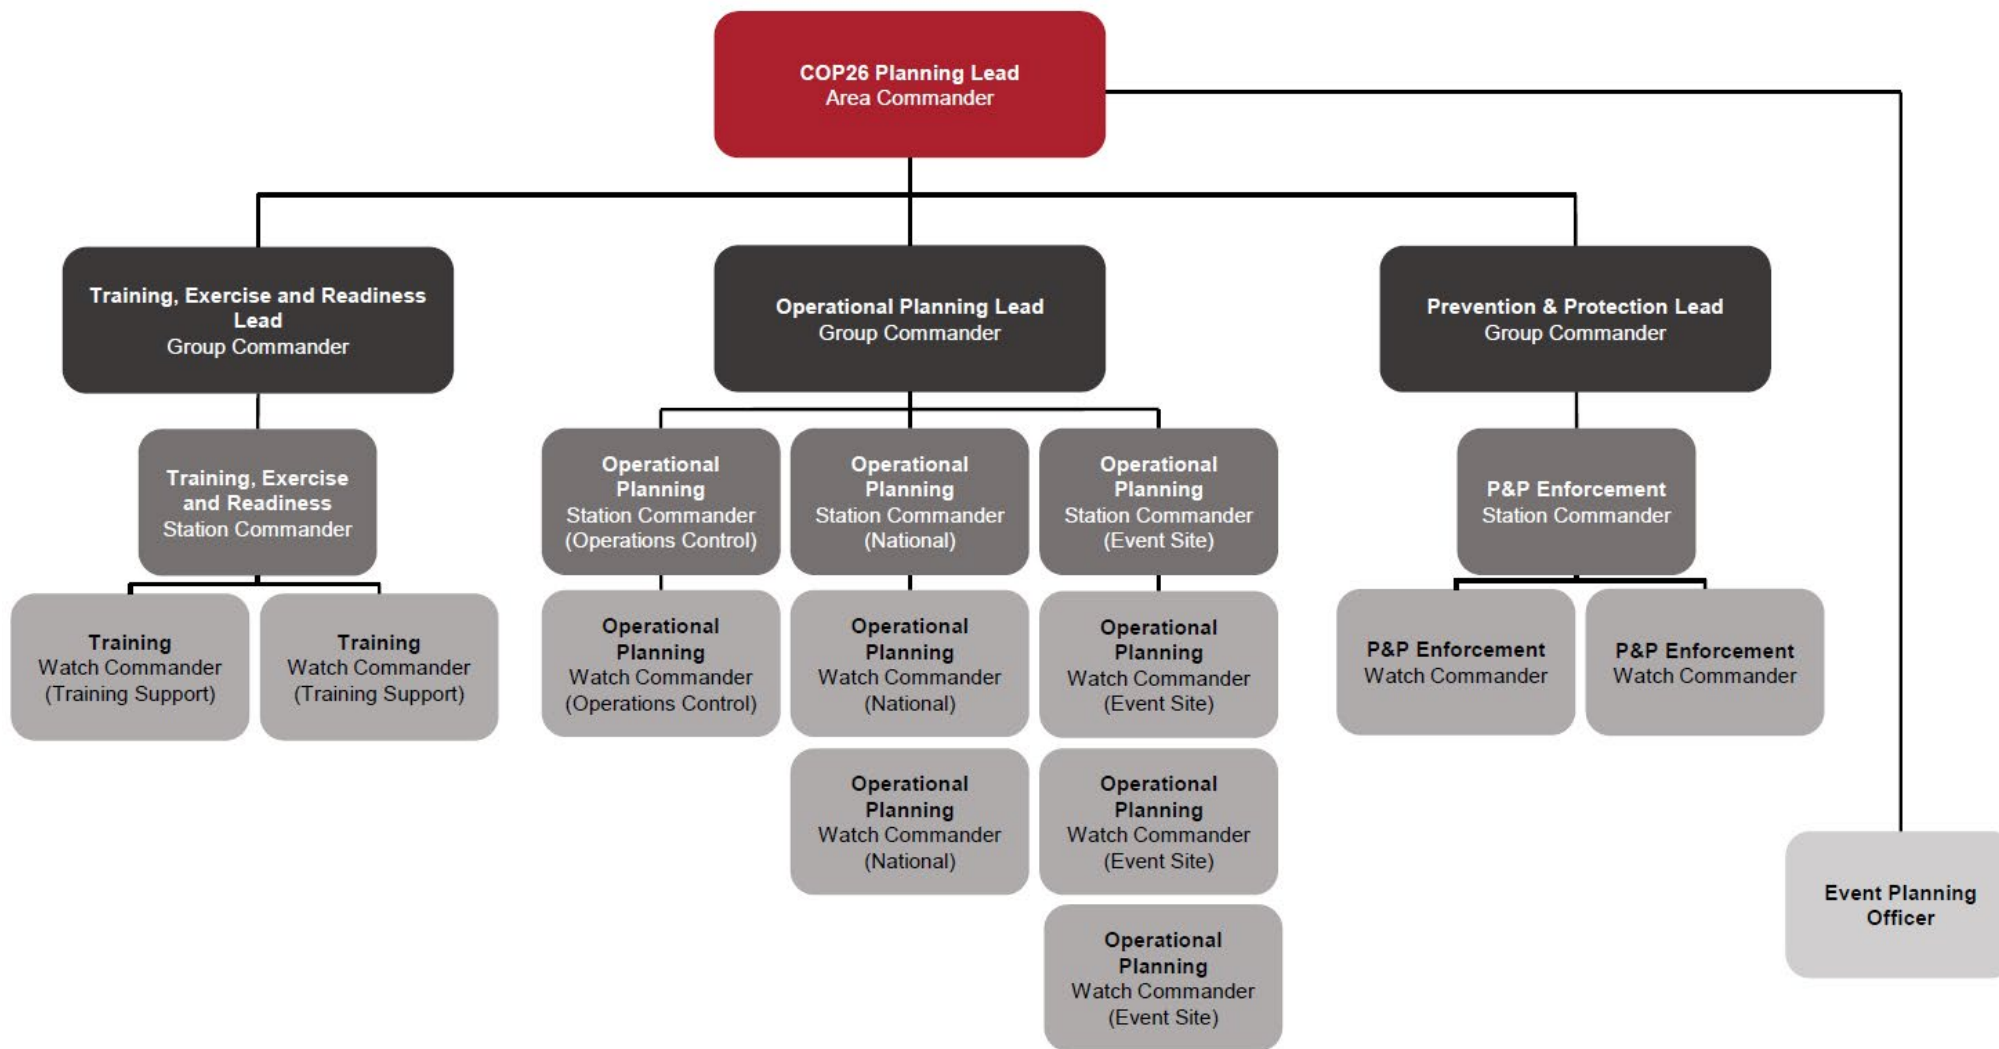 COP26 Planning Lead
Area Commander
Training, Exercise and Readiness
Lead
Group Commander
Operational Planning Lead
Group Commander
Prevention & Protection Lead
Group Commander
Training, Exercise
and Readiness
Station Commander
Operational
Planning
Station Commander
(Operations Control)
Operational
Planning
Station Commander
(National)
Operational
Planning
Station Commander
(Event Site)
P&P Enforcement
Station Commander
Training
Watch Commander
(Training Support)
Training
Watch Commander
(Training Support)
Operational
Planning
Watch Commander
(Operations Control)
Operational
Planning
Watch Commander
(National)
Operational
Planning
Watch Commander
(Event Site)
P&P Enforcement
Watch Commander
P&P Enforcement
Watch Commander
Operational
Planning
Watch Commander
(National)
Operational
Planning
Watch Commander
(Event Site)
Event Planning
Officer
Operational
Planning
Watch Commander
(Event Site)